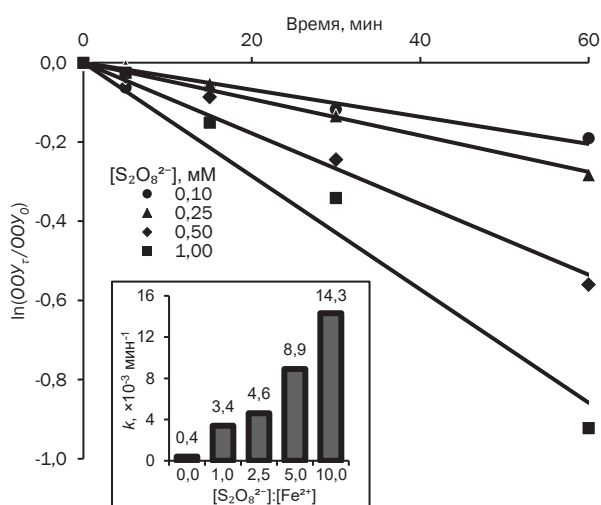 Время, мин
0 20 40 60
0,0
-0,2
-0,4
-0,6
-0,8
-1,0
ln(ООУτ/ООУ0)
[S₂O₈²⁻], мМ
● 0,10
▲ 0,25
◆ 0,50
■ 1,00
16
12
8
4
0
k, ×10⁻³ мин⁻¹
0,4 3,4 4,6 8,9 14,3
0,0 1,0 2,5 5,0 10,0
[S₂O₈²⁻]:[Fe²⁺]